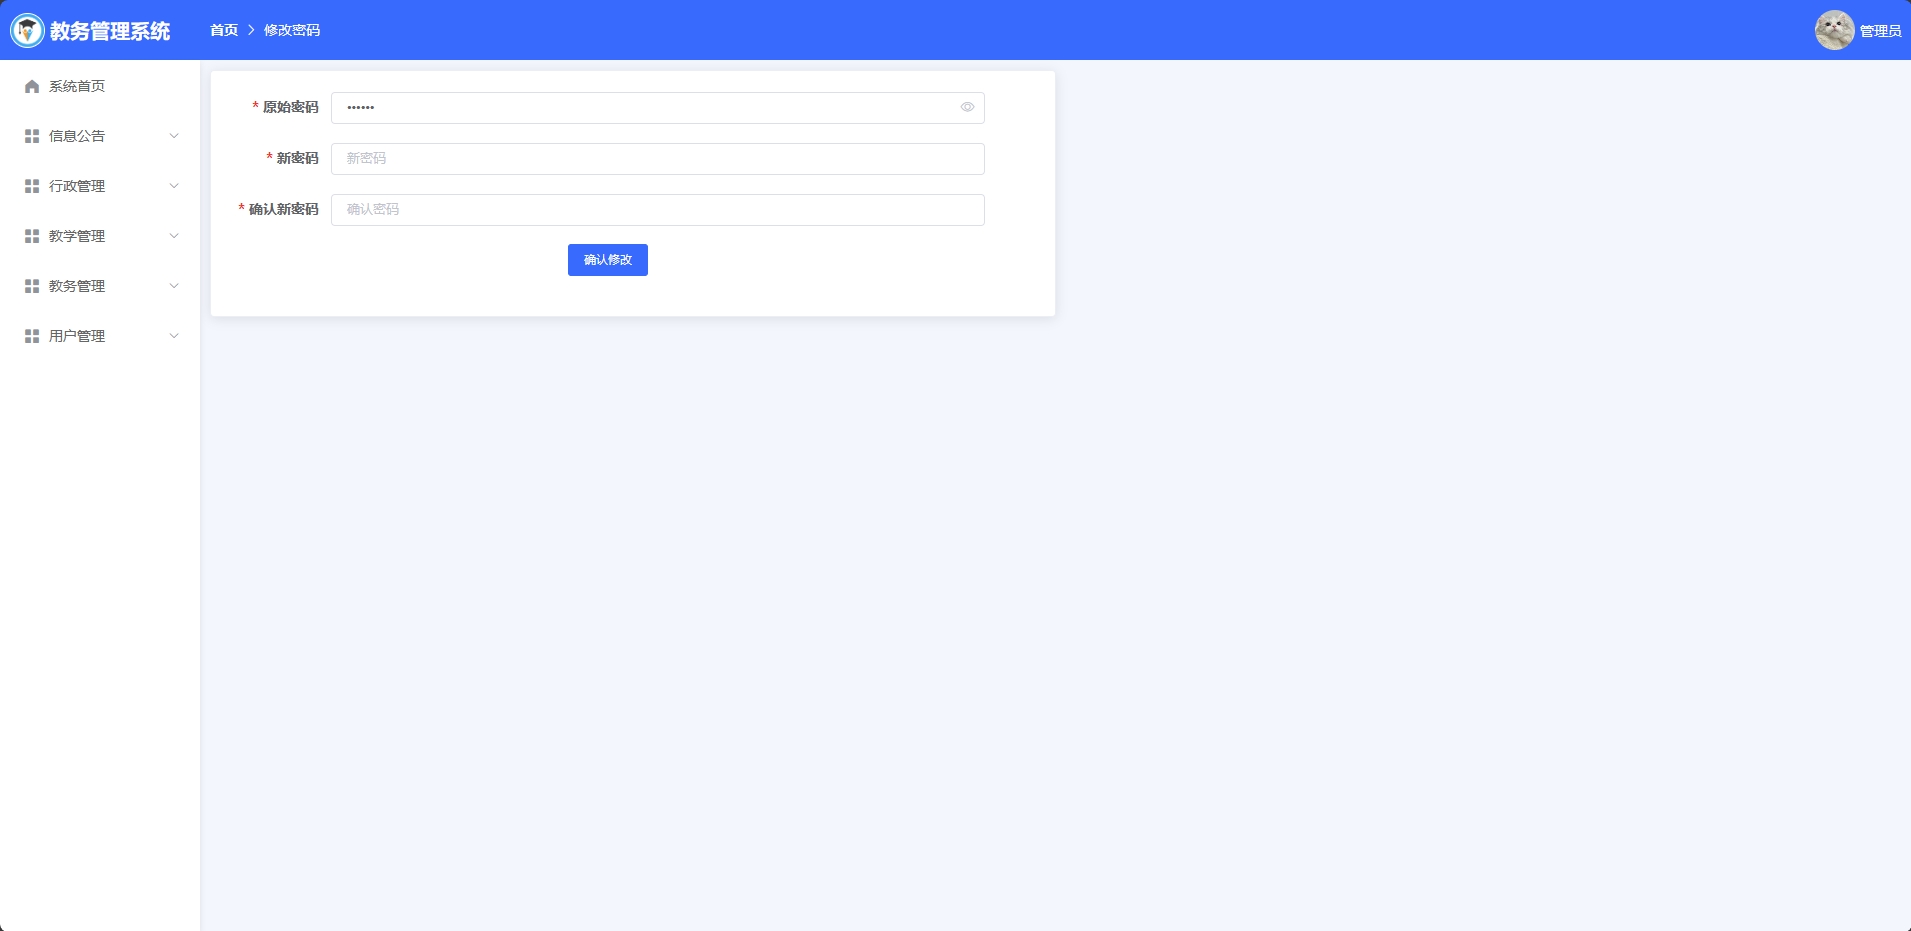 教务管理系统
首页 > 修改密码
管理员
系统首页
信息公告
行政管理
教学管理
教务管理
用户管理
* 原始密码 ••••••
* 新密码 新密码
* 确认新密码 确认密码
确认修改